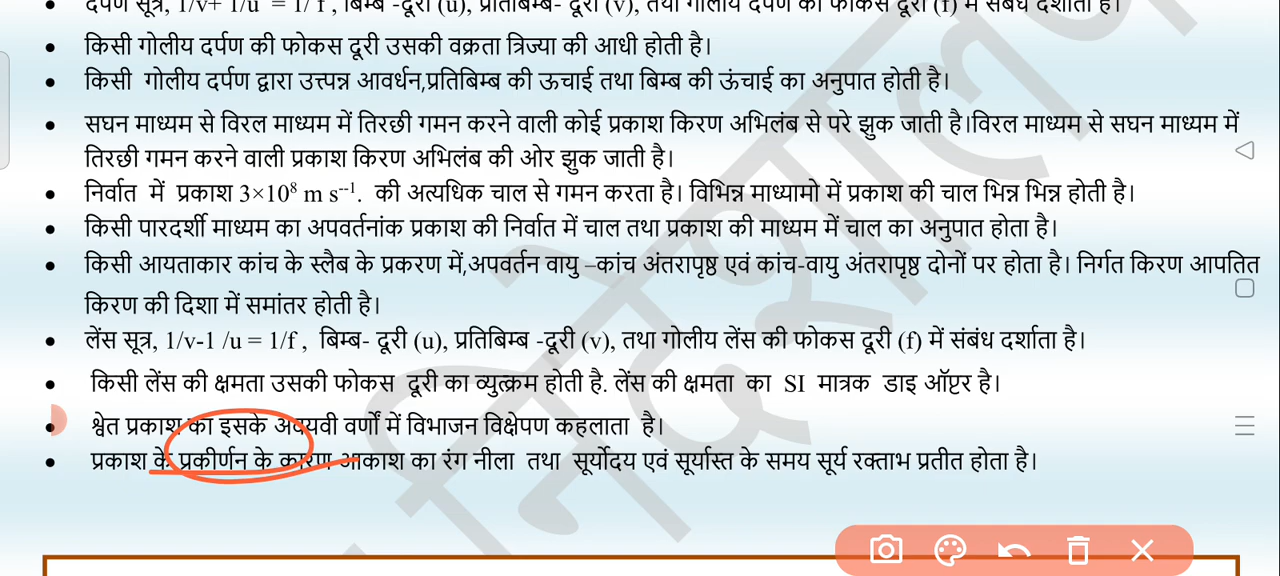 दर्पण सूत्र, 1/v+ 1/u = 1/ f , बिम्ब -दूरी (u), प्रतिबिम्ब- दूरी (v), तथा गोलीय दर्पण की फोकस दूरी (f) में संबंध दर्शाता है।
• किसी गोलीय दर्पण की फोकस दूरी उसकी वक्रता त्रिज्या की आधी होती है।
• किसी गोलीय दर्पण द्वारा उत्त्पन्न आवर्धन,प्रतिबिम्ब की ऊचाई तथा बिम्ब की ऊंचाई का अनुपात होती है।
• सघन माध्यम से विरल माध्यम में तिरछी गमन करने वाली कोई प्रकाश किरण अभिलंब से परे झुक जाती है।विरल माध्यम से सघन माध्यम में
तिरछी गमन करने वाली प्रकाश किरण अभिलंब की ओर झुक जाती है।
• निर्वात में प्रकाश 3×10⁸ m s⁻⁻¹. की अत्यधिक चाल से गमन करता है। विभिन्न माध्यामो में प्रकाश की चाल भिन्न भिन्न होती है।
• किसी पारदर्शी माध्यम का अपवर्तनांक प्रकाश की निर्वात में चाल तथा प्रकाश की माध्यम में चाल का अनुपात होता है।
• किसी आयताकार कांच के स्लैब के प्रकरण में,अपवर्तन वायु –कांच अंतरापृष्ठ एवं कांच-वायु अंतरापृष्ठ दोनों पर होता है। निर्गत किरण आपतित
किरण की दिशा में समांतर होती है।
• लेंस सूत्र, 1/v-1 /u = 1/f , बिम्ब- दूरी (u), प्रतिबिम्ब -दूरी (v), तथा गोलीय लेंस की फोकस दूरी (f) में संबंध दर्शाता है।
• किसी लेंस की क्षमता उसकी फोकस दूरी का व्युत्क्रम होती है. लेंस की क्षमता का SI मात्रक डाइ ऑप्टर है।
• श्वेत प्रकाश का इसके अवयवी वर्णों में विभाजन विक्षेपण कहलाता है।
• प्रकाश के प्रकीर्णन के कारण आकाश का रंग नीला तथा सूर्योदय एवं सूर्यास्त के समय सूर्य रक्ताभ प्रतीत होता है।